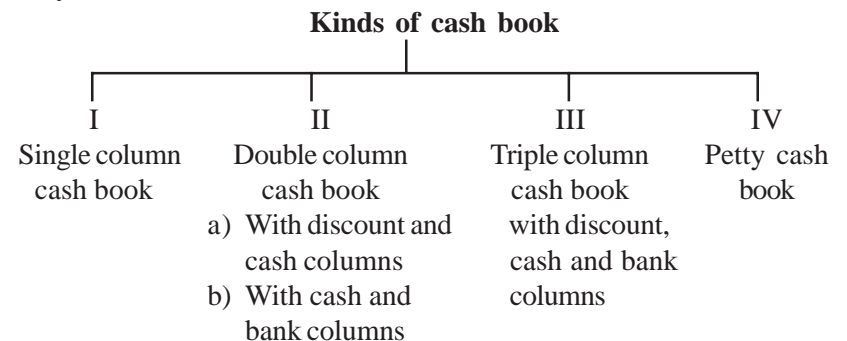 Kinds of cash book
I
Single column
cash book
II
Double column
cash book
a) With discount and
cash columns
b) With cash and
bank columns
III
Triple column
cash book
with discount,
cash and bank
columns
IV
Petty cash
book